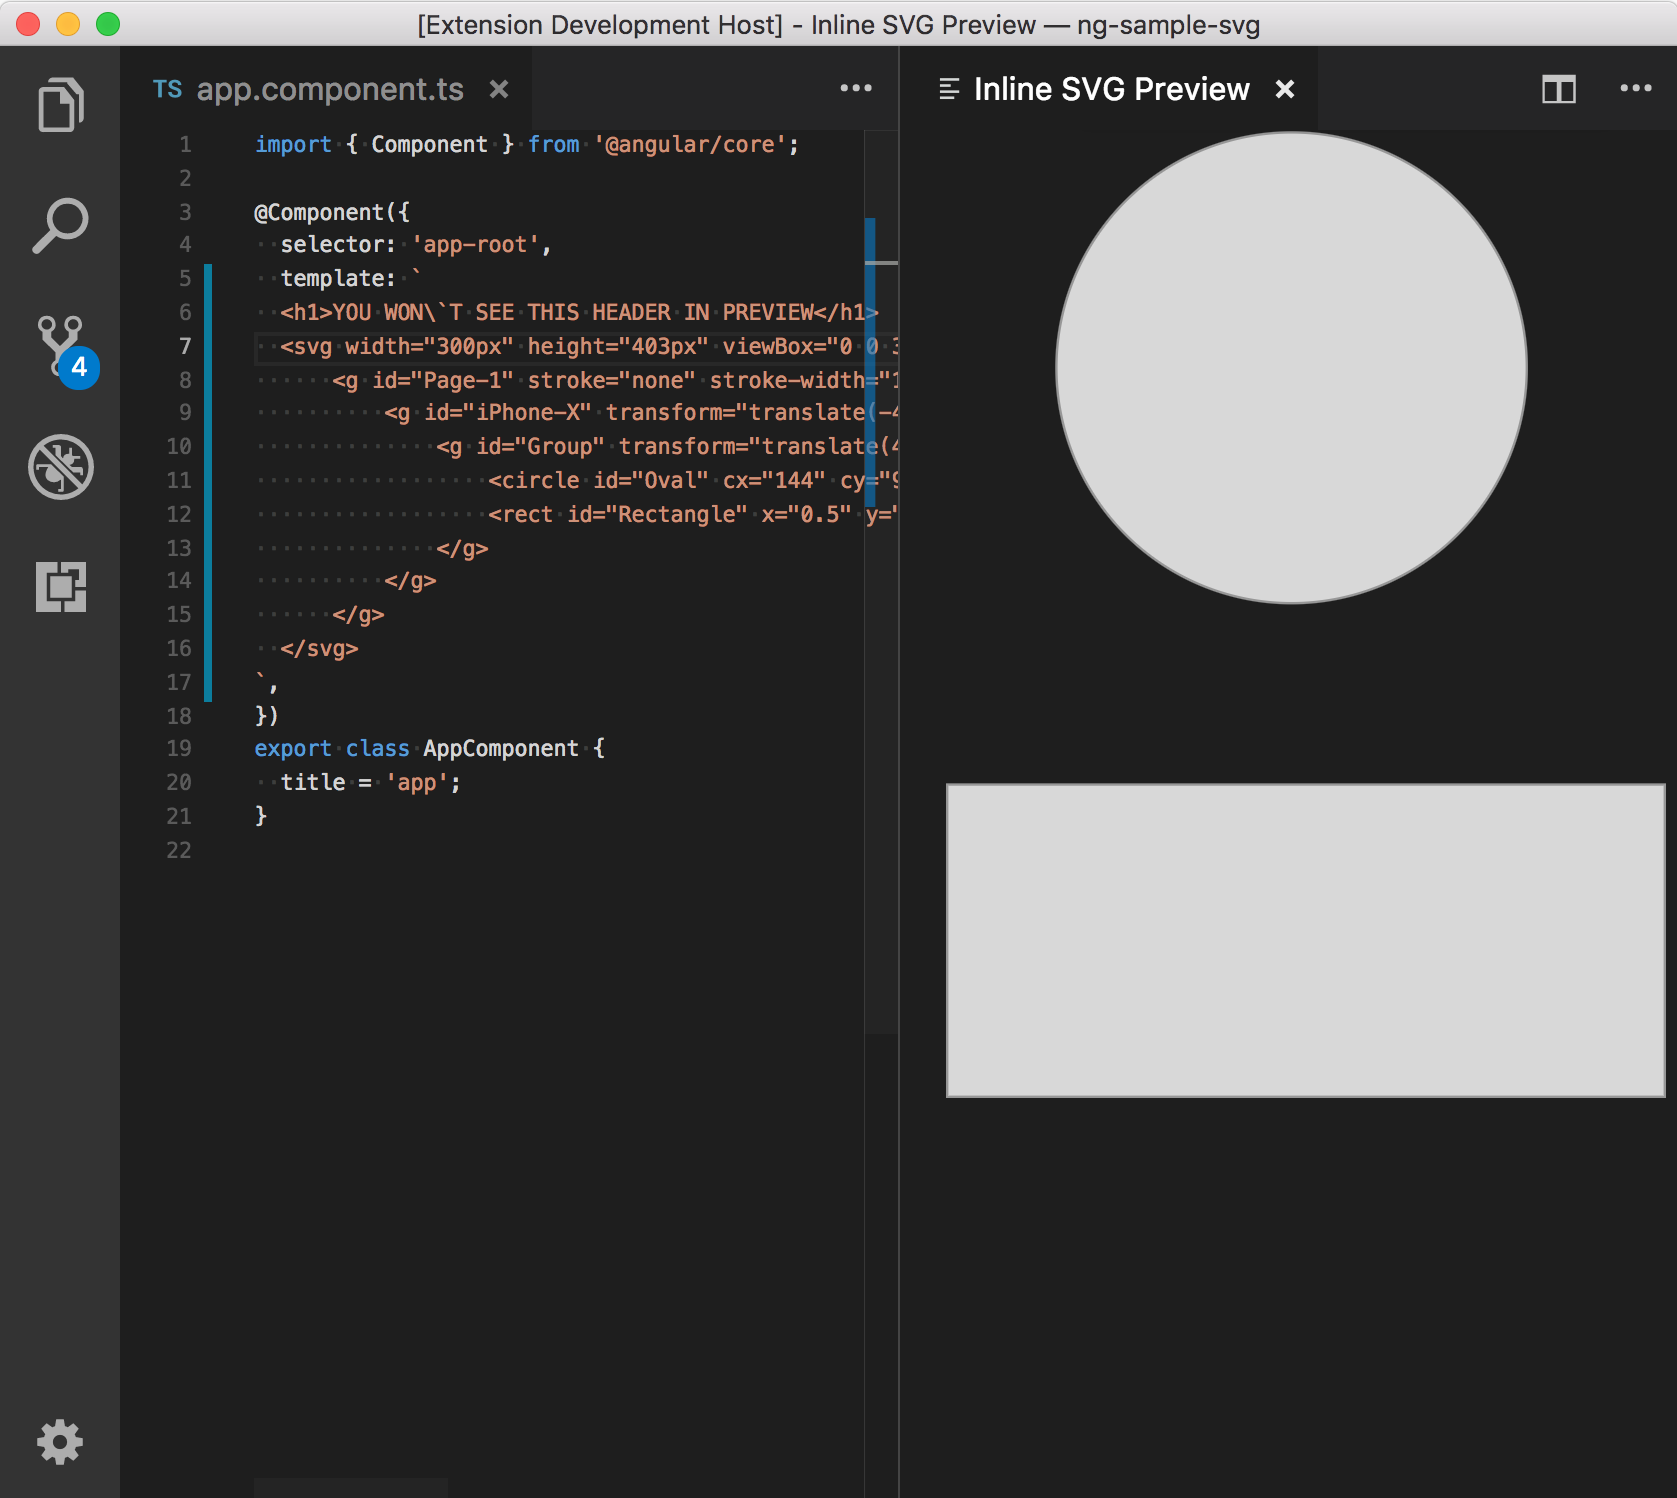 [Extension Development Host] - Inline SVG Preview — ng-sample-svg
TS app.component.ts
Inline SVG Preview
4
1 import { Component } from '@angular/core';
2
3 @Component({
4   selector: 'app-root',
5   template: `
6   <h1>YOU WON\`T SEE THIS HEADER IN PREVIEW</h1>
7   <svg width="300px" height="403px" viewBox="0 0 3
8       <g id="Page-1" stroke="none" stroke-width="1
9           <g id="iPhone-X" transform="translate(-4
10               <g id="Group" transform="translate(4
11                   <circle id="Oval" cx="144" cy="9
12                   <rect id="Rectangle" x="0.5" y="
13               </g>
14           </g>
15       </g>
16   </svg>
17 `,
18 })
19 export class AppComponent {
20   title = 'app';
21 }
22